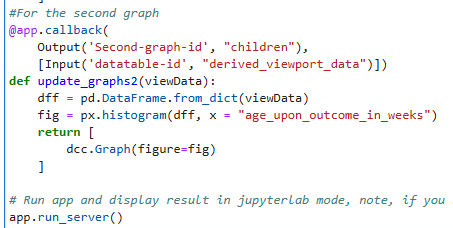 #For the second graph
@app.callback(
    Output('Second-graph-id', "children"),
    [Input('datatable-id', "derived_viewport_data")])
def update_graphs2(viewData):
    dff = pd.DataFrame.from_dict(viewData)
    fig = px.histogram(dff, x = "age_upon_outcome_in_weeks")
    return [
        dcc.Graph(figure=fig)
    ]
# Run app and display result in jupyterlab mode, note, if you
app.run_server()